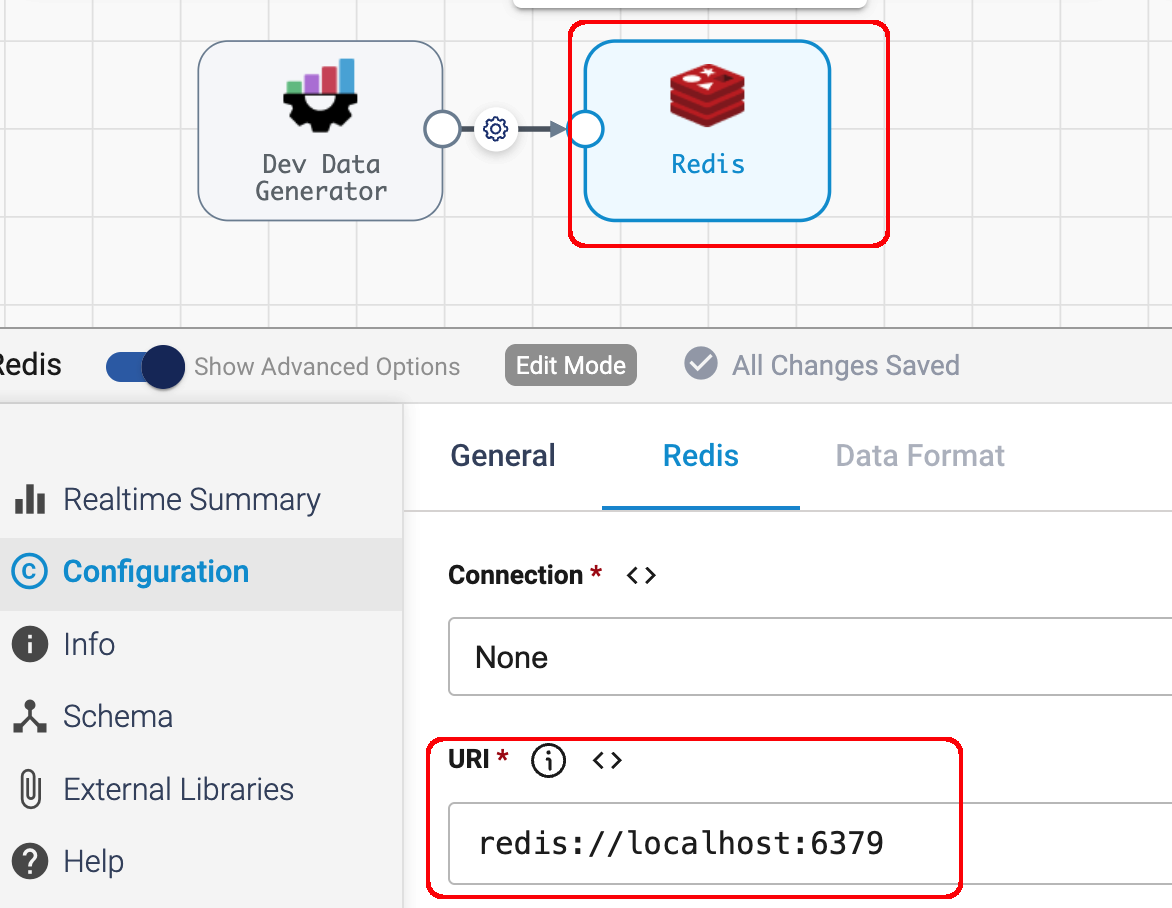 Dev Data
Generator
Redis
Redis
Show Advanced Options
Edit Mode
All Changes Saved
Realtime Summary
Configuration
Info
Schema
External Libraries
Help
General
Redis
Data Format
Connection *
None
URI *
redis://localhost:6379